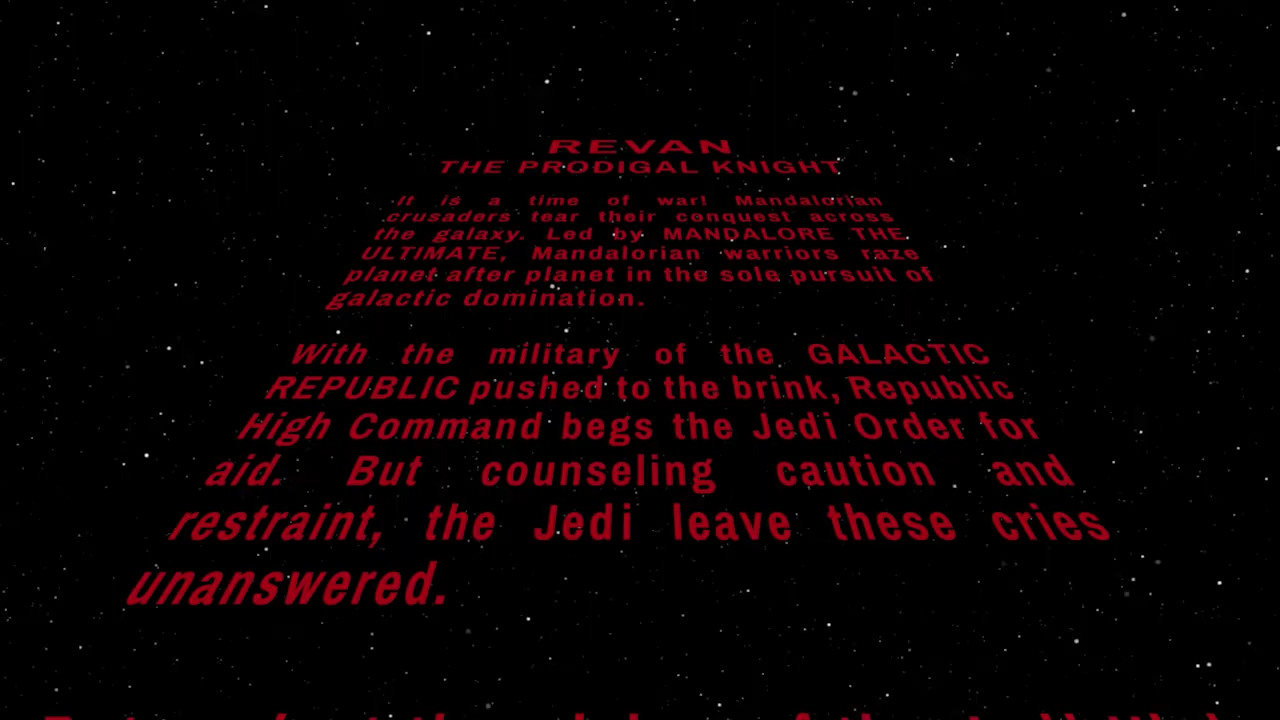 REVAN
THE PRODIGAL KNIGHT
It is a time of war! Mandalorian
crusaders tear their conquest across
the galaxy. Led by MANDALORE THE
ULTIMATE, Mandalorian warriors raze
planet after planet in the sole pursuit of
galactic domination.
With the military of the GALACTIC
REPUBLIC pushed to the brink, Republic
High Command begs the Jedi Order for
aid. But counseling caution and
restraint, the Jedi leave these cries
unanswered.